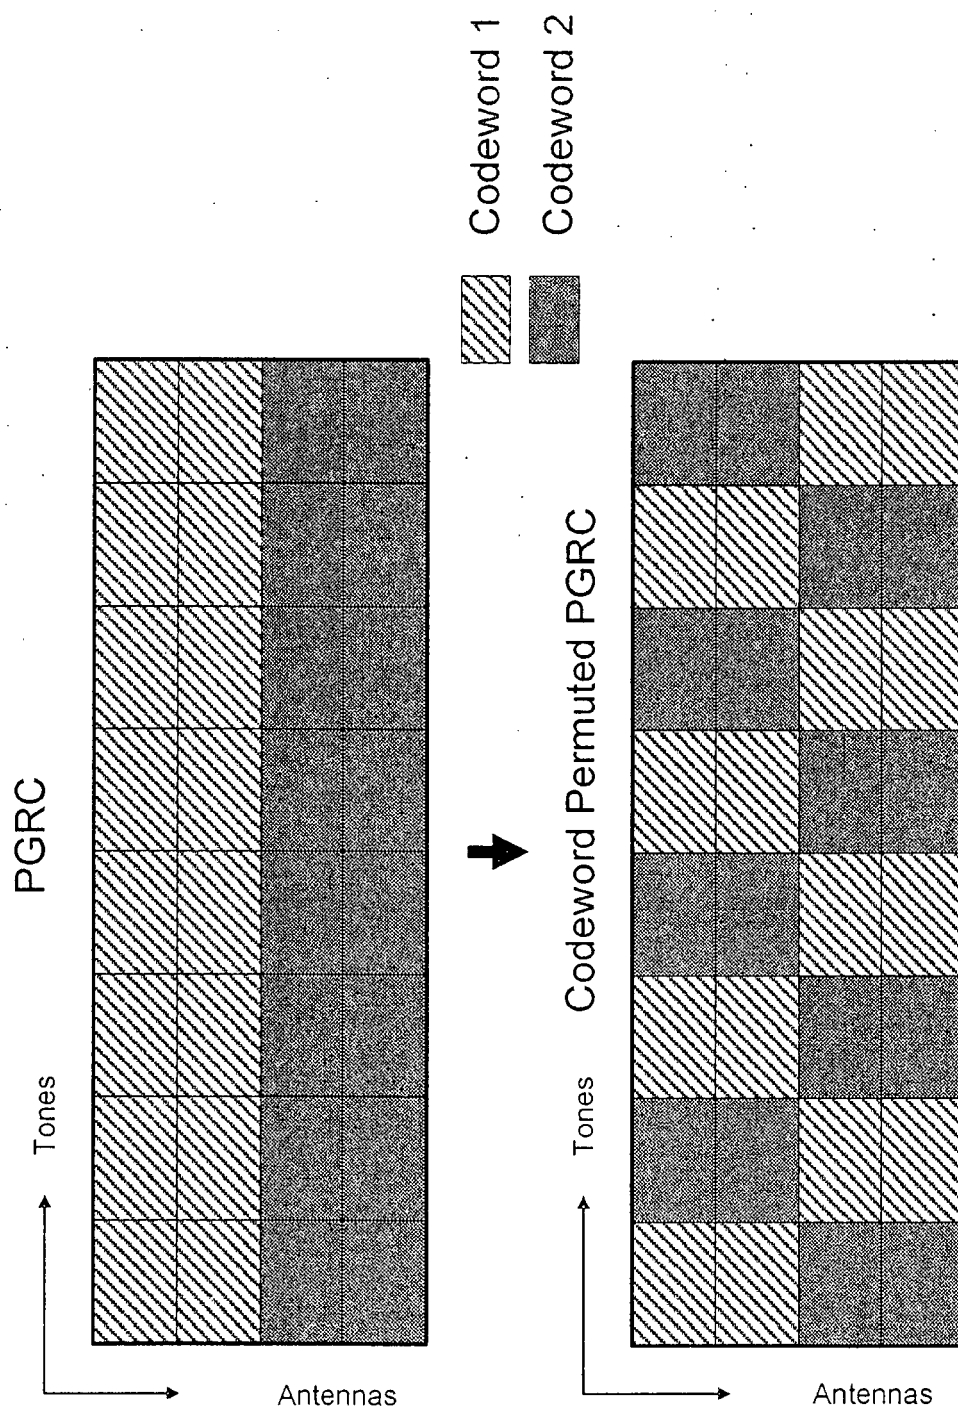 PGRC
Tones
Antennas
Codeword 1
Codeword 2
Codeword Permuted PGRC
Tones
Antennas